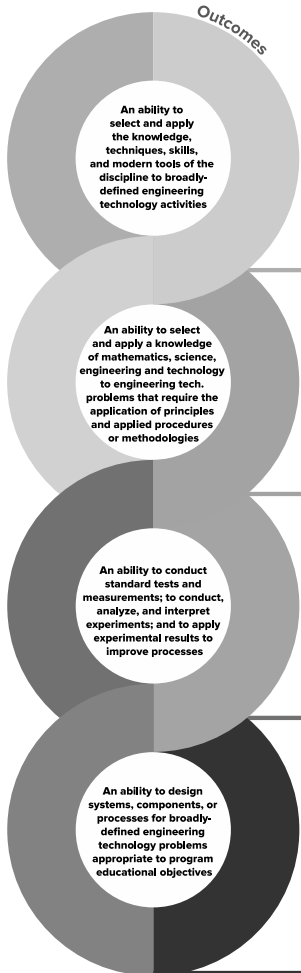 Outcomes
An ability to
select and apply
the knowledge,
techniques, skills,
and modern tools of the
discipline to broadly-
defined engineering
technology activities
An ability to select
and apply a knowledge
of mathematics, science,
engineering and technology
to engineering tech.
problems that require the
application of principles
and applied procedures
or methodologies
An ability to conduct
standard tests and
measurements; to conduct,
analyze, and interpret
experiments; and to apply
experimental results to
improve processes
An ability to design
systems, components, or
processes for broadly-
defined engineering
technology problems
appropriate to program
educational objectives